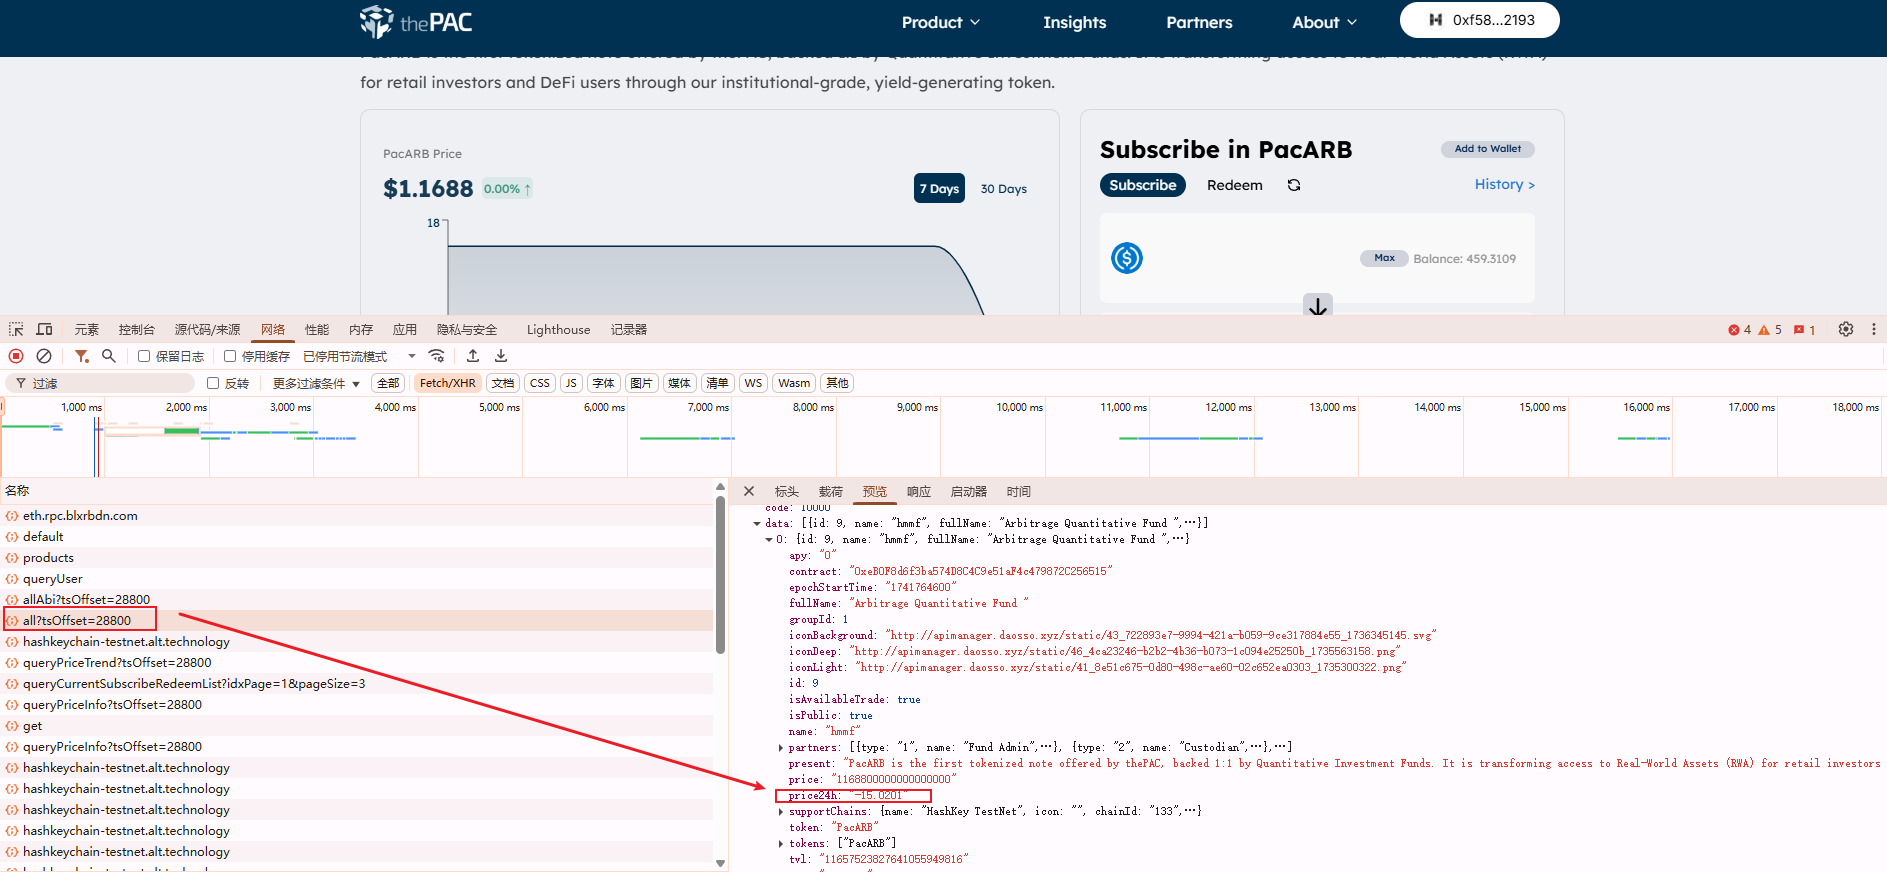 thePAC
Product
Insights
Partners
About
0xf58...2193
for retail investors and DeFi users through our institutional-grade, yield-generating token.
PacARB Price
$1.1688 0.00% ↑
7 Days
30 Days
18
Subscribe in PacARB
Add to Wallet
Subscribe
Redeem
History >
Max
Balance: 459.3109
元素
控制台
源代码/来源
网络
性能
内存
应用
隐私与安全
Lighthouse
记录器
4
5
1
保留日志
停用缓存
已停用节流模式
过滤
反转
更多过滤条件
全部
Fetch/XHR
文档
CSS
JS
字体
图片
媒体
清单
WS
Wasm
其他
1,000 ms
2,000 ms
3,000 ms
4,000 ms
5,000 ms
6,000 ms
7,000 ms
8,000 ms
9,000 ms
10,000 ms
11,000 ms
12,000 ms
13,000 ms
14,000 ms
15,000 ms
16,000 ms
17,000 ms
18,000 ms
名称
eth.rpc.blxrbdn.com
default
products
queryUser
allAbi?tsOffset=28800
all?tsOffset=28800
hashkeychain-testnet.alt.technology
queryPriceTrend?tsOffset=28800
queryCurrentSubscribeRedeemList?idxPage=1&pageSize=3
queryPriceInfo?tsOffset=28800
get
queryPriceInfo?tsOffset=28800
hashkeychain-testnet.alt.technology
hashkeychain-testnet.alt.technology
hashkeychain-testnet.alt.technology
hashkeychain-testnet.alt.technology
hashkeychain-testnet.alt.technology
标头
载荷
预览
响应
启动器
时间
code: 10000
data: [{id: 9, name: "hmmf", fullName: "Arbitrage Quantitative Fund ",…}]
0: {id: 9, name: "hmmf", fullName: "Arbitrage Quantitative Fund ",…}
apy: "0"
contract: "0xeB0F8d6f3ba574D8C4C9e51aF4c479872C256515"
epochStartTime: "1741764600"
fullName: "Arbitrage Quantitative Fund "
groupId: 1
iconBackground: "http://apimanager.daosso.xyz/static/43_722893e7-9994-421a-b059-9ce317884e55_1736345145.svg"
iconDeep: "http://apimanager.daosso.xyz/static/46_4ca23246-b2b2-4b36-b073-1c094e25250b_1735563158.png"
iconLight: "http://apimanager.daosso.xyz/static/41_8e51c675-0d80-498c-ae60-02c652ea0303_1735300322.png"
id: 9
isAvailableTrade: true
isPublic: true
name: "hmmf"
partners: [{type: "1", name: "Fund Admin",…}, {type: "2", name: "Custodian",…},…]
present: "PacARB is the first tokenized note offered by thePAC, backed 1:1 by Quantitative Investment Funds. It is transforming access to Real-World Assets (RWA) for retail investors
price: "1168800000000000000"
price24h: "-15.0201"
supportChains: {name: "HashKey TestNet", icon: "", chainId: "133",…}
token: "PacARB"
tokens: ["PacARB"]
tvl: "11657523827641055949816"